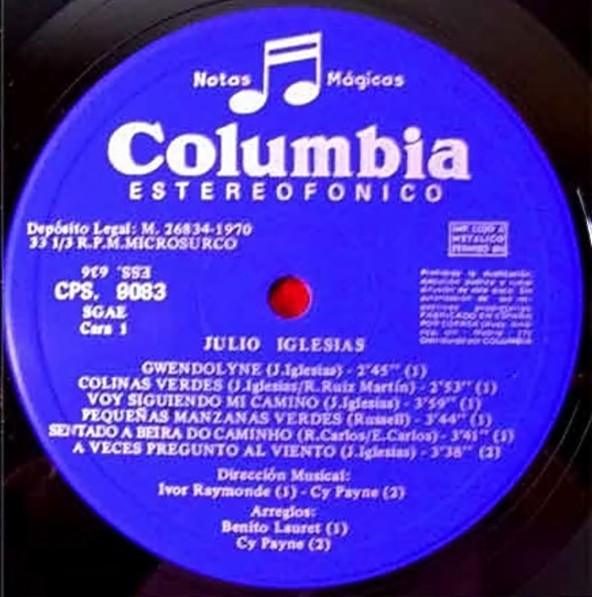 Notas Mágicas
Columbia
ESTEREOFONICO
Depósito Legal: M. 26834-1970
33 1/3 R.P.M. MICROSURCO
ESS. 639
CPS. 9083
SGAE
Cara 1
JULIO IGLESIAS
GWENDOLYNE (J.Iglesias) - 2'45'' (1)
COLINAS VERDES (J.Iglesias/R.Ruiz Martín) - 2'53'' (1)
VOY SIGUIENDO MI CAMINO (J.Iglesias) - 3'59'' (1)
PEQUEÑAS MANZANAS VERDES (Russell) - 3'44'' (1)
SENTADO A BEIRA DO CAMINHO (R.Carlos/E.Carlos) - 3'41'' (1)
A VECES PREGUNTO AL VIENTO (J.Iglesias) - 3'38'' (2)
Dirección Musical:
Ivor Raymonde (1) - Cy Payne (2)
Arreglos:
Benito Lauret (1)
Cy Payne (2)